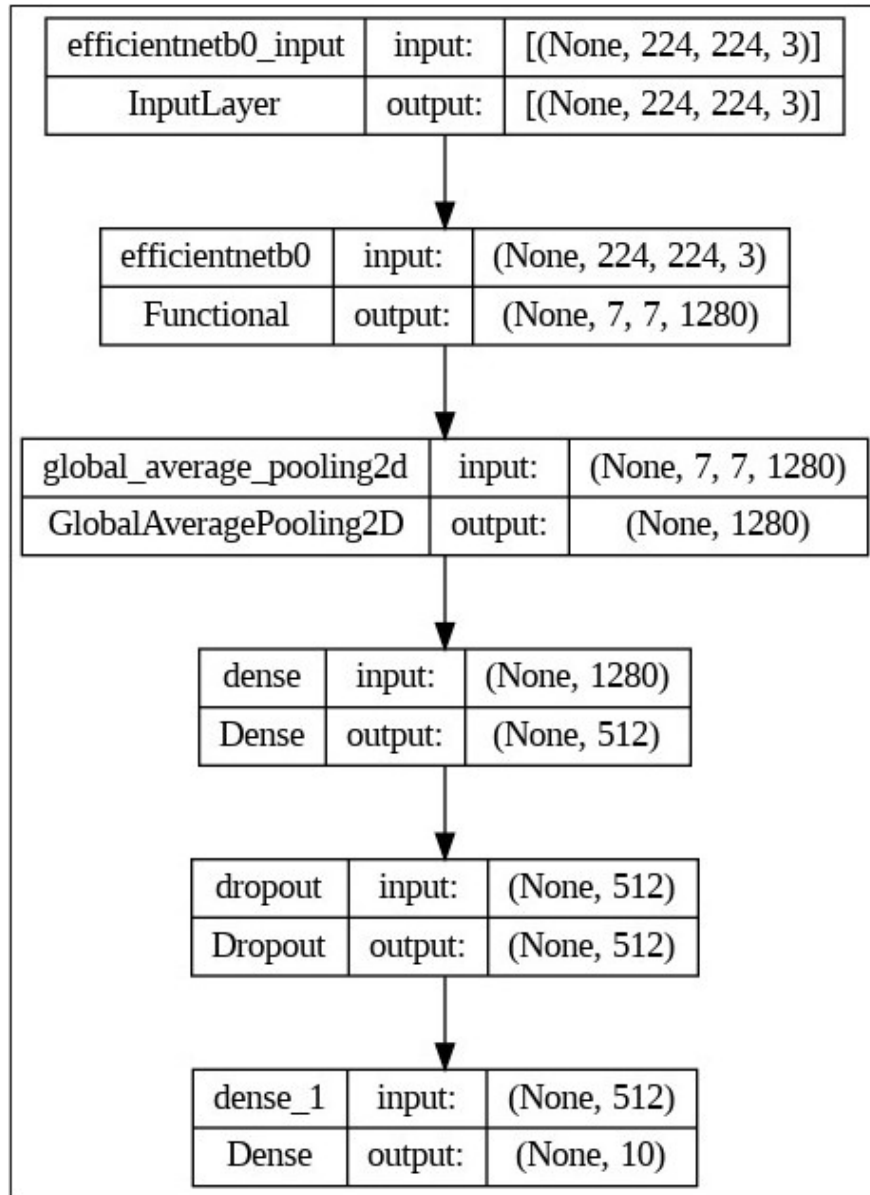 efficientnetb0_input input: [(None, 224, 224, 3)]
InputLayer output: [(None, 224, 224, 3)]
efficientnetb0 input: (None, 224, 224, 3)
Functional output: (None, 7, 7, 1280)
global_average_pooling2d input: (None, 7, 7, 1280)
GlobalAveragePooling2D output: (None, 1280)
dense input: (None, 1280)
Dense output: (None, 512)
dropout input: (None, 512)
Dropout output: (None, 512)
dense_1 input: (None, 512)
Dense output: (None, 10)